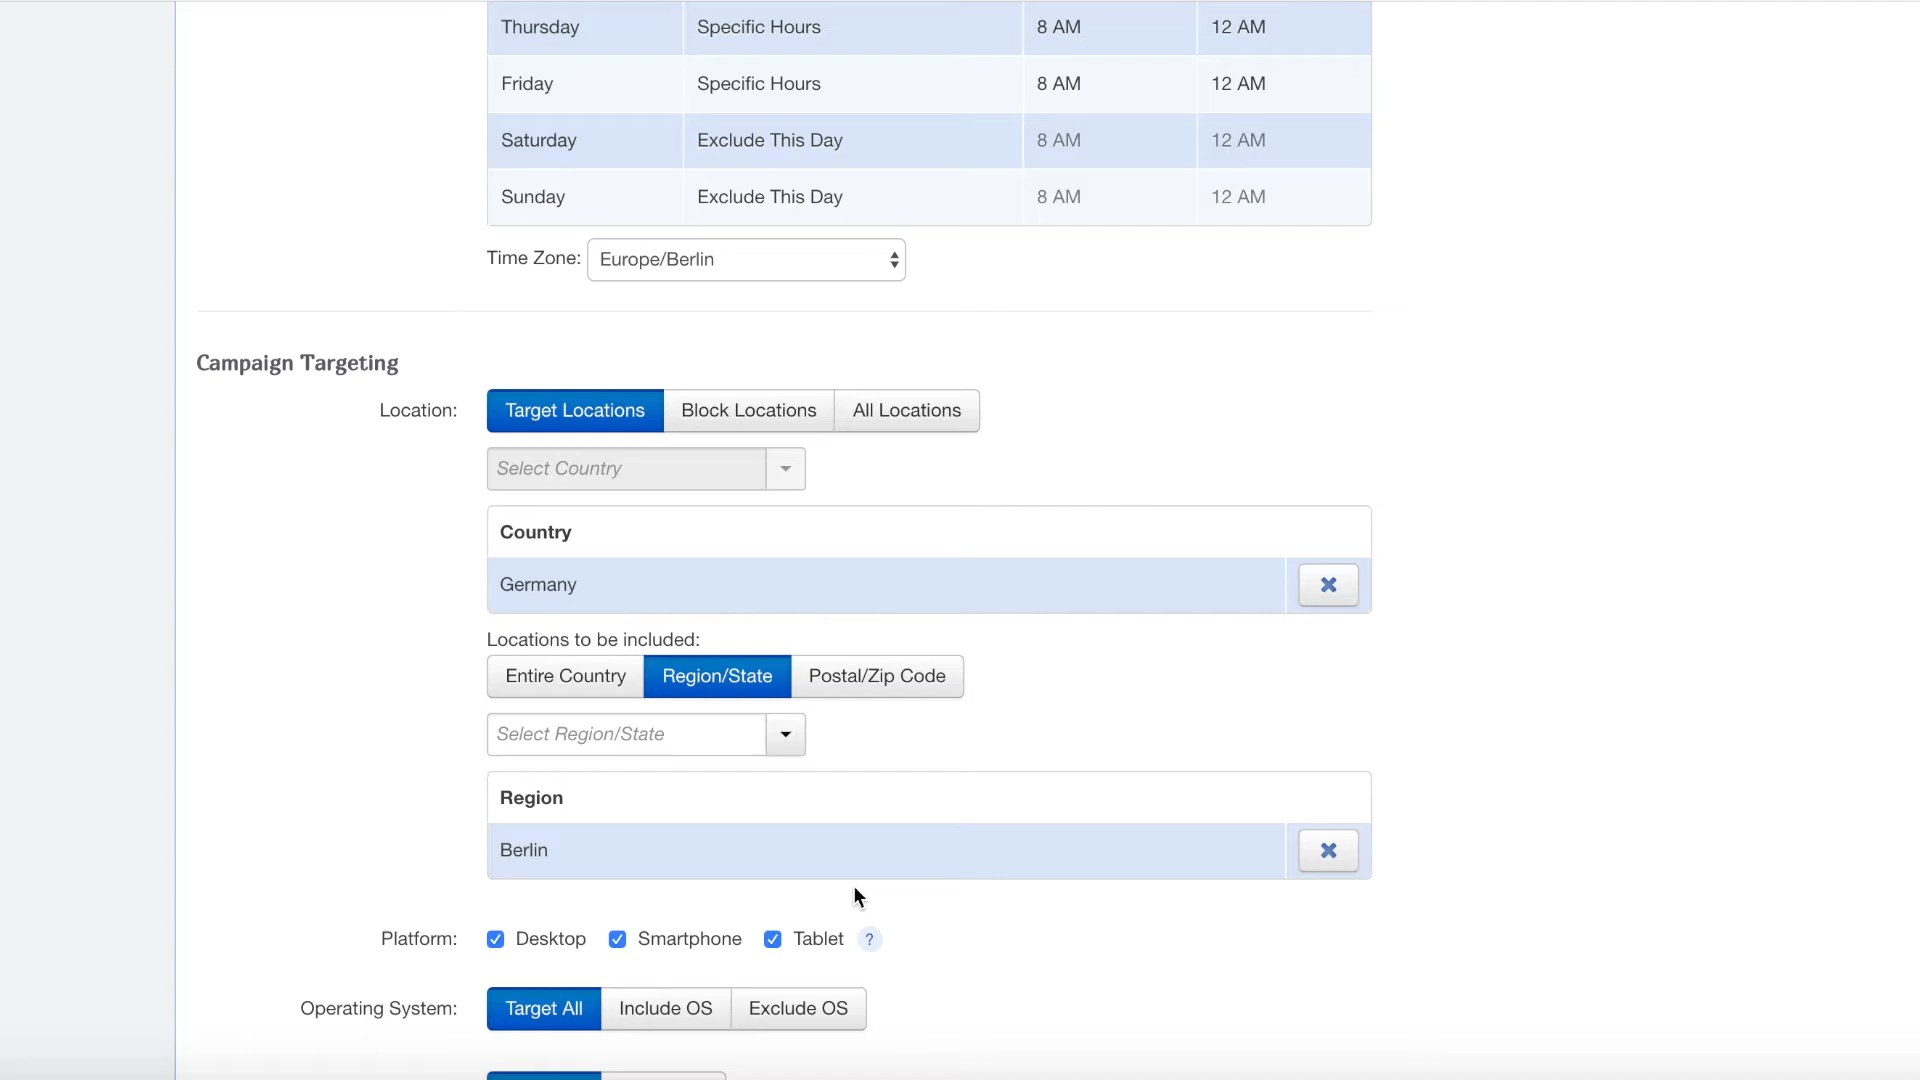 Thursday Specific Hours 8 AM 12 AM
Friday Specific Hours 8 AM 12 AM
Saturday Exclude This Day 8 AM 12 AM
Sunday Exclude This Day 8 AM 12 AM
Time Zone: Europe/Berlin
Campaign Targeting
Location: Target Locations Block Locations All Locations
Select Country
Country
Germany
Locations to be included:
Entire Country Region/State Postal/Zip Code
Select Region/State
Region
Berlin
Platform: Desktop Smartphone Tablet ?
Operating System: Target All Include OS Exclude OS